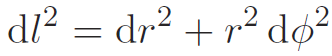 dl² = dr² + r² dϕ²